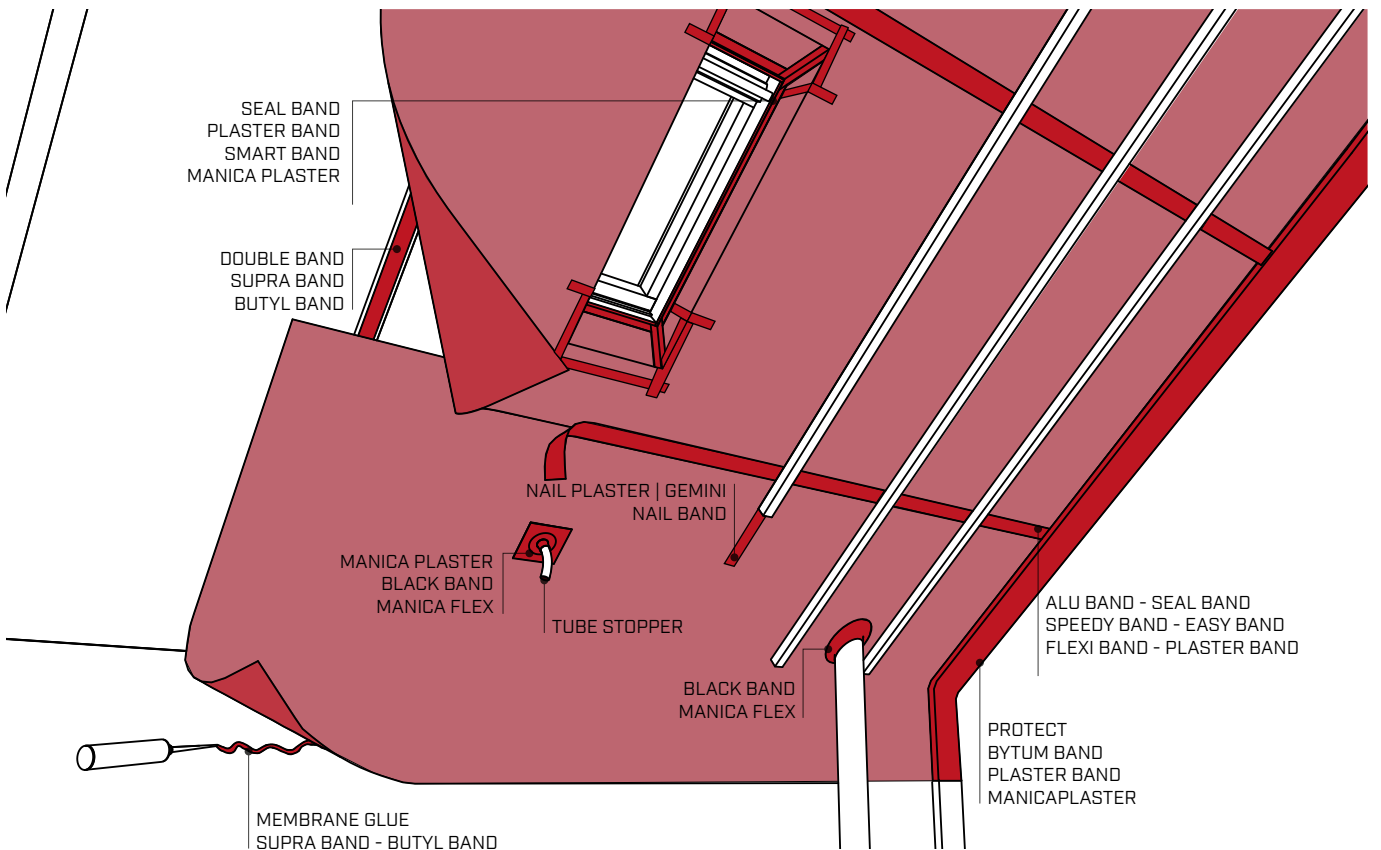 SEAL BAND
PLASTER BAND
SMART BAND
MANICA PLASTER
DOUBLE BAND
SUPRA BAND
BUTYL BAND
NAIL PLASTER | GEMINI
NAIL BAND
MANICA PLASTER
BLACK BAND
MANICA FLEX
TUBE STOPPER
ALU BAND - SEAL BAND
SPEEDY BAND - EASY BAND
FLEXI BAND - PLASTER BAND
BLACK BAND
MANICA FLEX
PROTECT
BYTUM BAND
PLASTER BAND
MANICAPLASTER
MEMBRANE GLUE
SUPRA BAND - BUTYL BAND